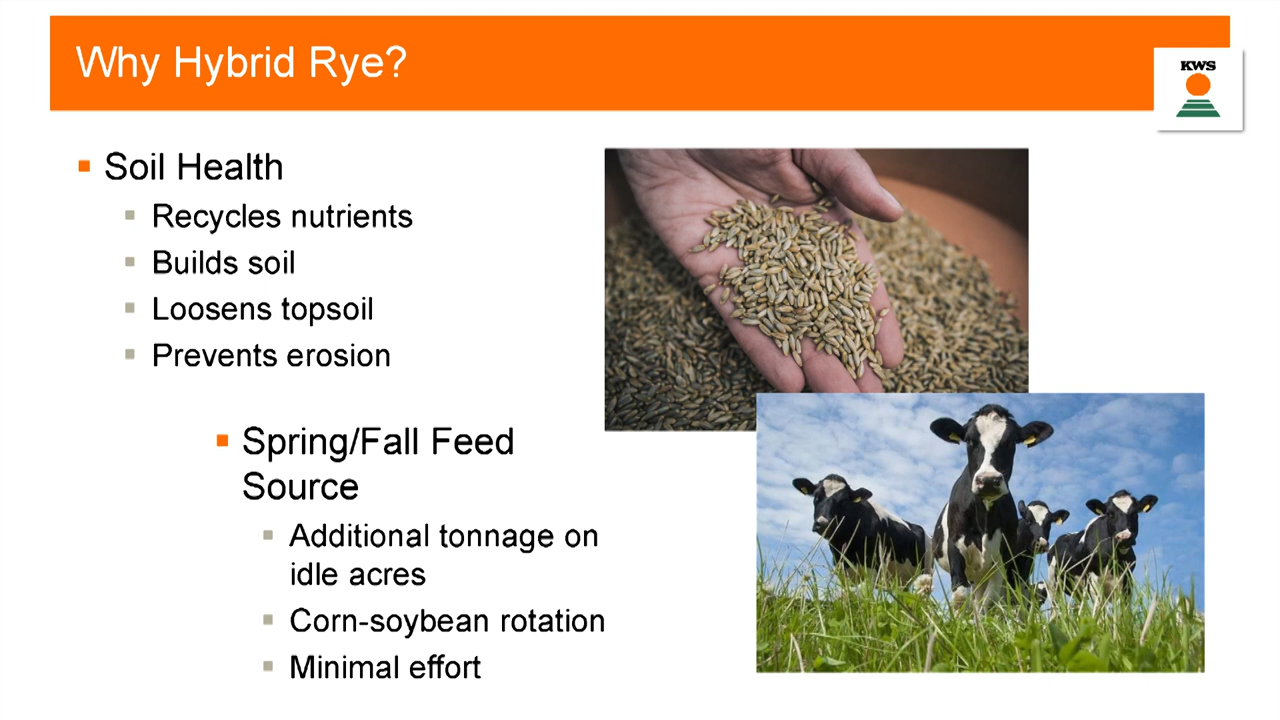 Why Hybrid Rye?
KWS
Soil Health
Recycles nutrients
Builds soil
Loosens topsoil
Prevents erosion
Spring/Fall Feed
Source
Additional tonnage on
idle acres
Corn-soybean rotation
Minimal effort